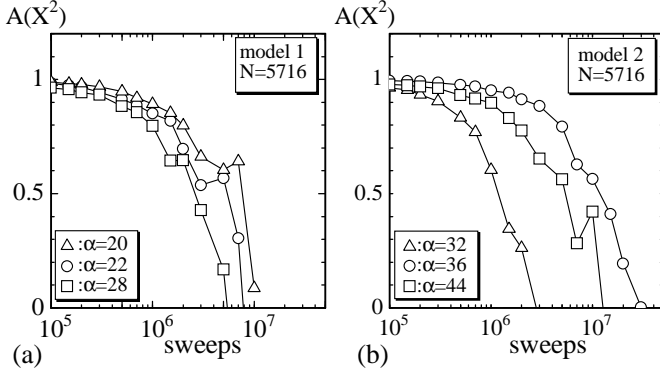 A(X²)
model 1
N=5716
1
0.5
0
:α=20
:α=22
:α=28
10⁵
10⁶
10⁷
(a)
sweeps
A(X²)
model 2
N=5716
1
0.5
0
:α=32
:α=36
:α=44
10⁵
10⁶
10⁷
(b)
sweeps